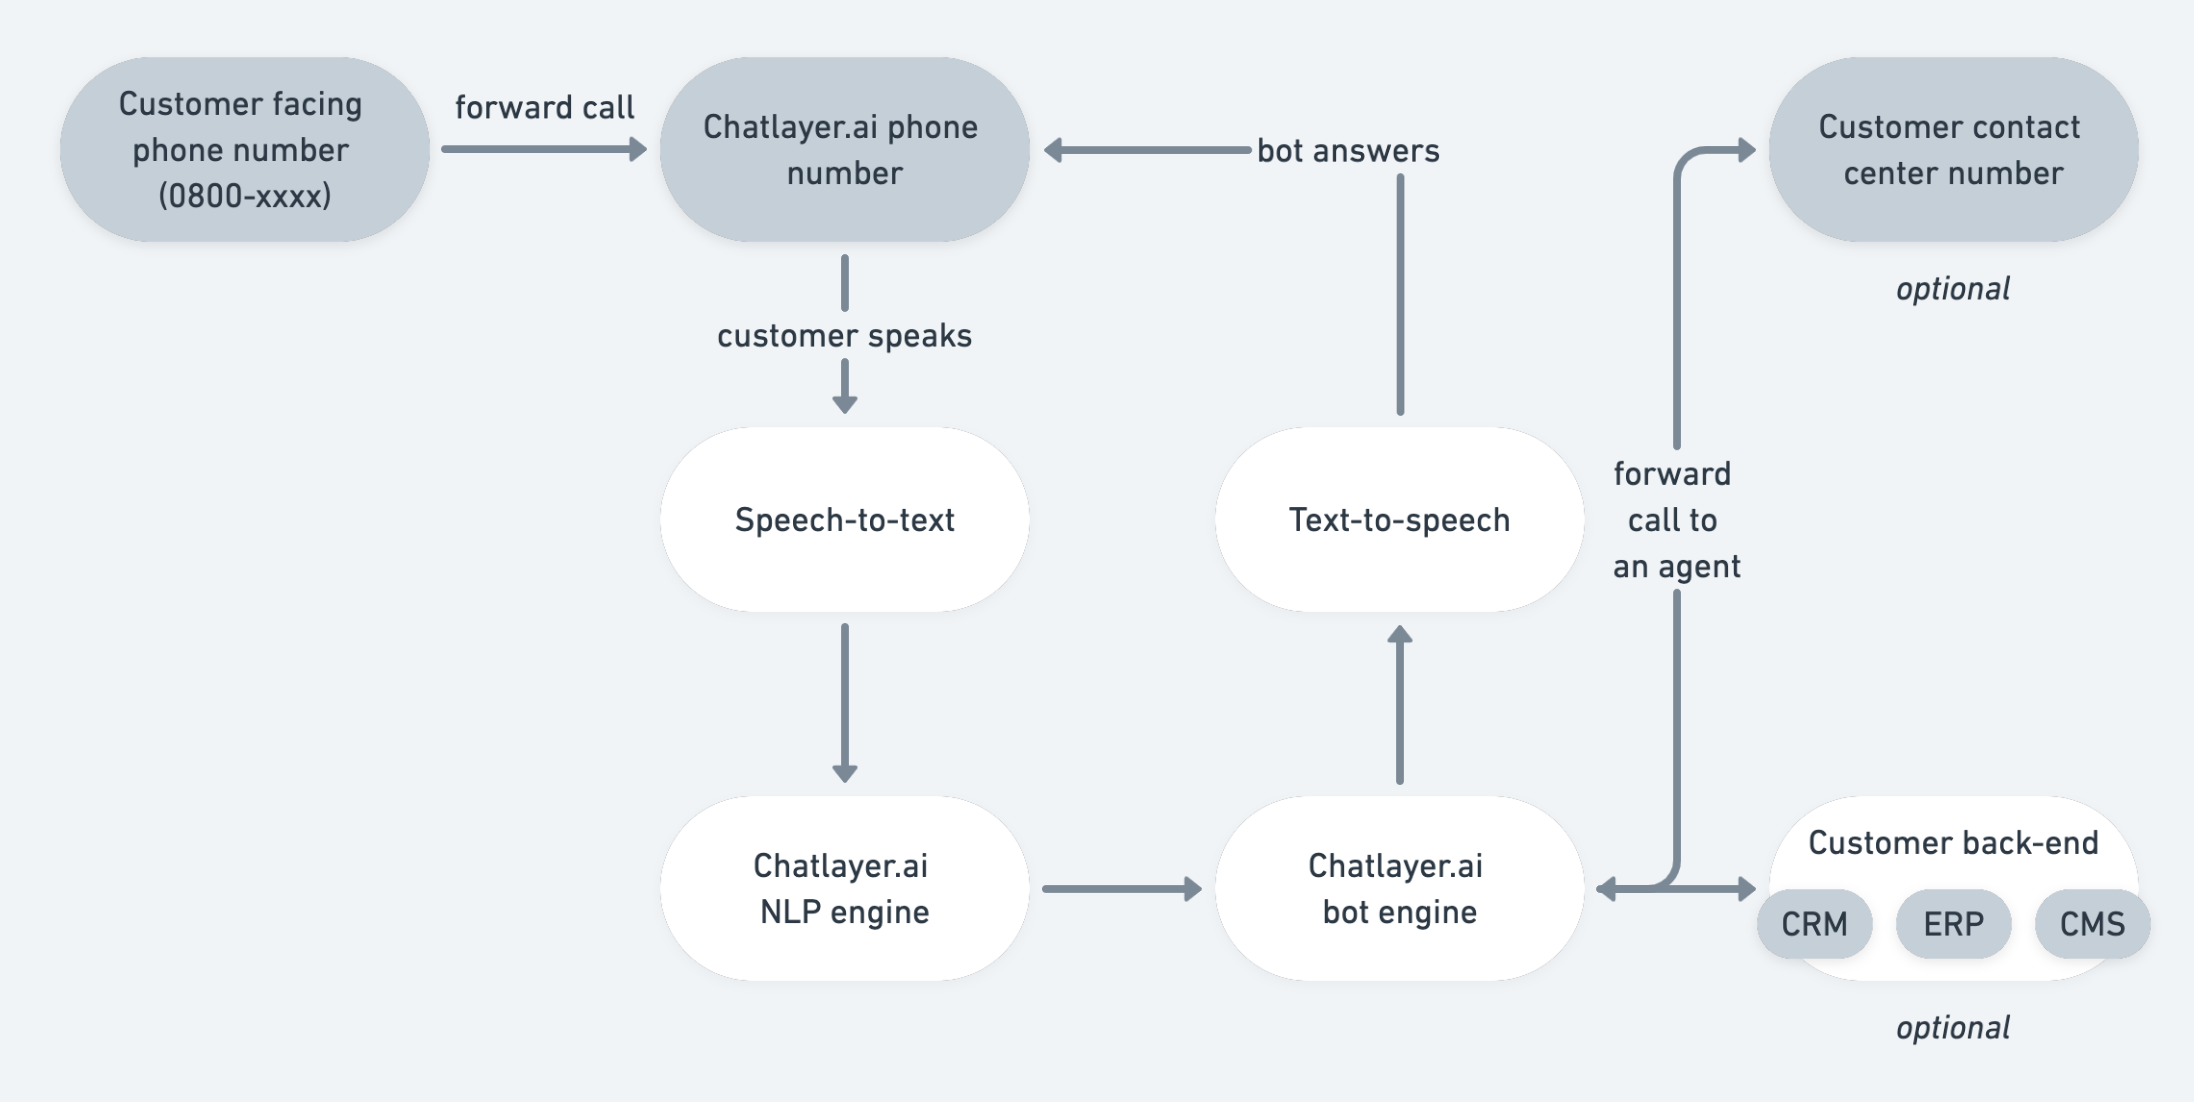 Customer facing
phone number
(0800-xxxx)
forward call
Chatlayer.ai phone
number
bot answers
Customer contact
center number
optional
customer speaks
Speech-to-text
Text-to-speech
forward
call to
an agent
Chatlayer.ai
NLP engine
Chatlayer.ai
bot engine
Customer back-end
CRM
ERP
CMS
optional